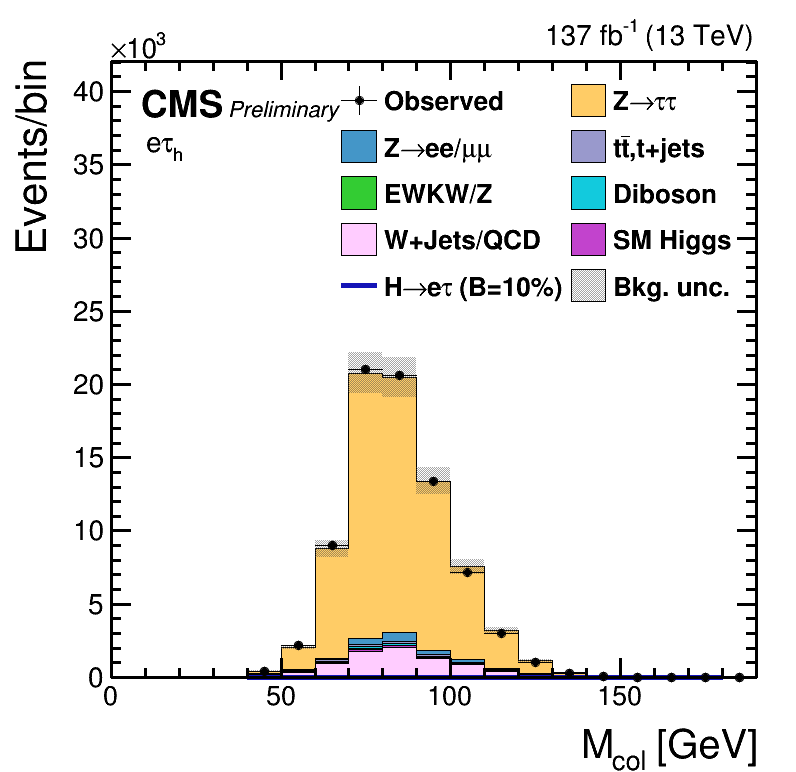 ×10³ 137 fb⁻¹ (13 TeV)
Events/bin
CMS Preliminary
eτₕ
Observed Z→ττ
Z→ee/μμ tt̄,t+jets
EWKW/Z Diboson
W+Jets/QCD SM Higgs
H→eτ (B=10%) Bkg. unc.
40
35
30
25
20
15
10
5
0
0 50 100 150
M_col [GeV]